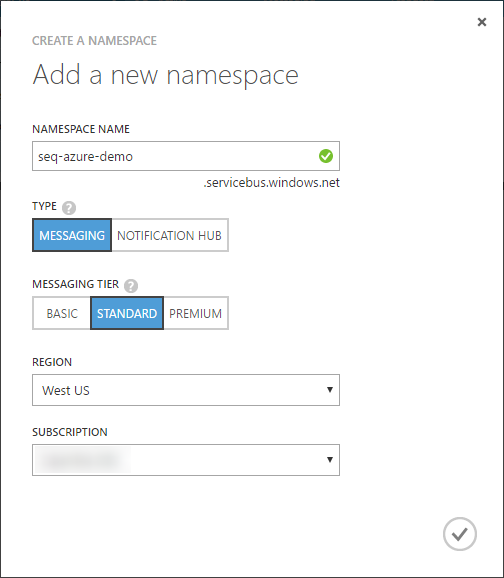 CREATE A NAMESPACE
Add a new namespace
NAMESPACE NAME
seq-azure-demo
.servicebus.windows.net
TYPE ?
MESSAGING NOTIFICATION HUB
MESSAGING TIER ?
BASIC STANDARD PREMIUM
REGION
West US
SUBSCRIPTION